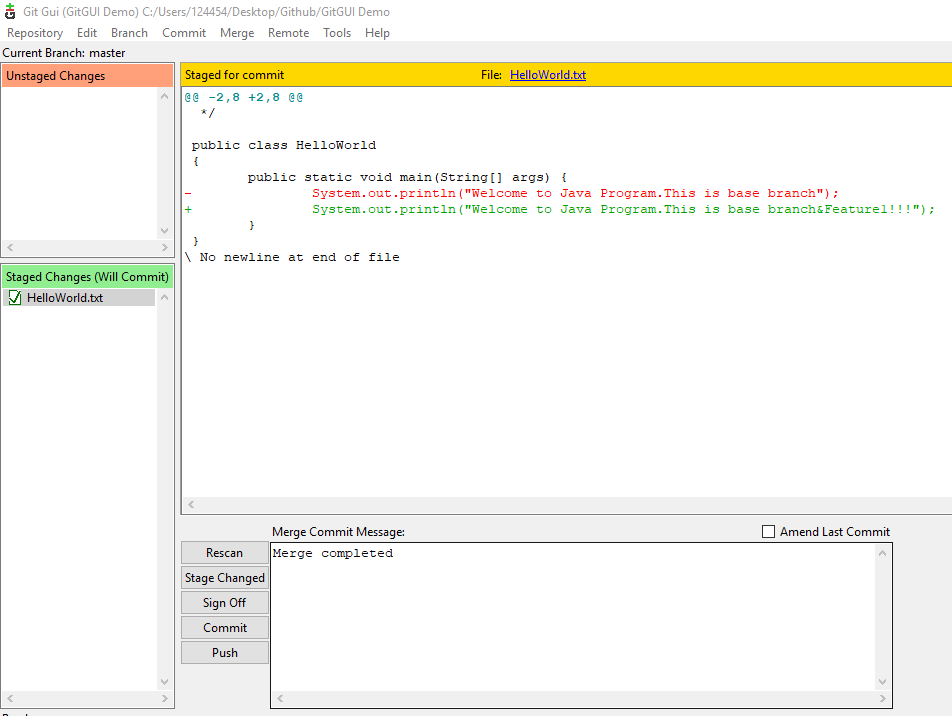 Git Gui (GitGUI Demo) C:/Users/124454/Desktop/Github/GitGUI Demo
Repository Edit Branch Commit Merge Remote Tools Help
Current Branch: master
Unstaged Changes
Staged for commit File: HelloWorld.txt
@@ -2,8 +2,8 @@
*/
public class HelloWorld
{
public static void main(String[] args) {
- System.out.println("Welcome to Java Program.This is base branch");
+ System.out.println("Welcome to Java Program.This is base branch&Feature1!!!");
}
}
\ No newline at end of file
Staged Changes (Will Commit)
HelloWorld.txt
Merge Commit Message: Amend Last Commit
Rescan
Stage Changed
Sign Off
Commit
Push
Merge completed